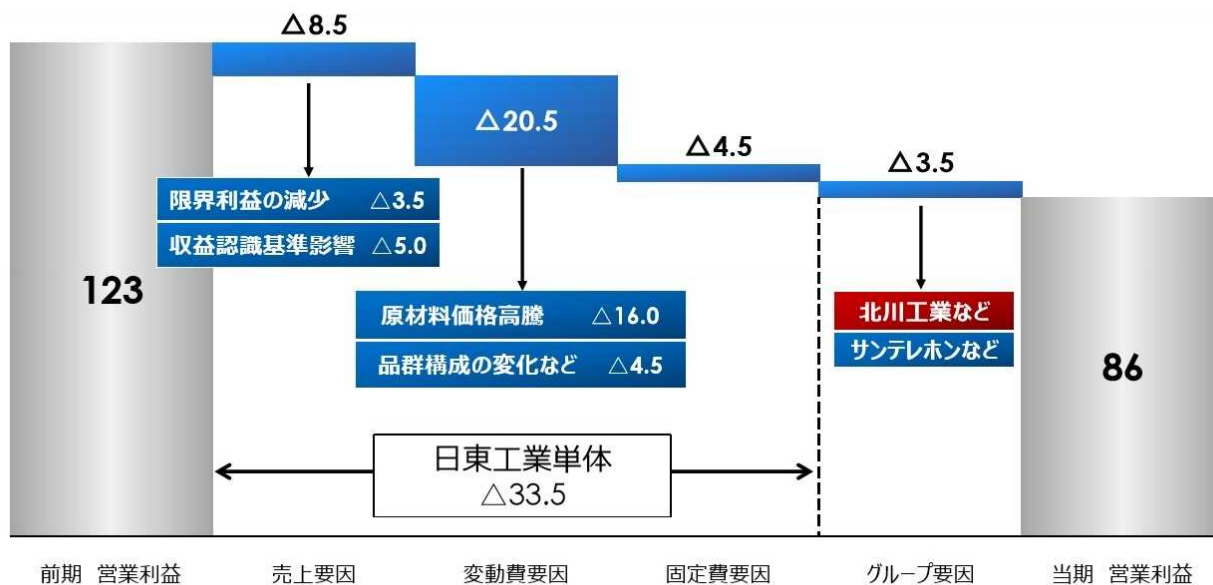 △8.5
△20.5
△4.5
△3.5
限界利益の減少 △3.5
収益認識基準影響 △5.0
123
原材料価格高騰 △16.0
品群構成の変化など △4.5
北川工業など
サンテレホンなど
86
日東工業単体
△33.5
前期 営業利益 売上要因 変動費要因 固定費要因 グループ要因 当期 営業利益